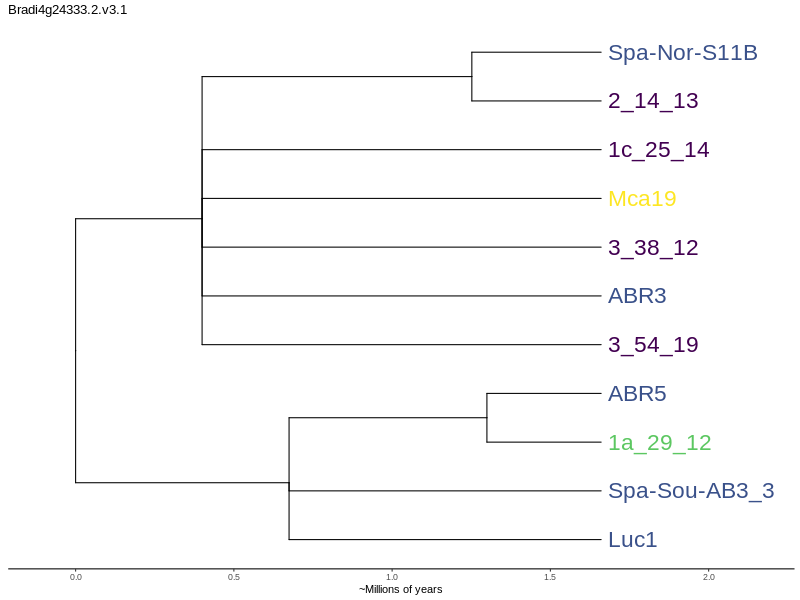 Bradi4g24333.2.v3.1
Spa-Nor-S11B
2_14_13
1c_25_14
Mca19
3_38_12
ABR3
3_54_19
ABR5
1a_29_12
Spa-Sou-AB3_3
Luc1
0.0 0.5 1.0 1.5 2.0
~Millions of years